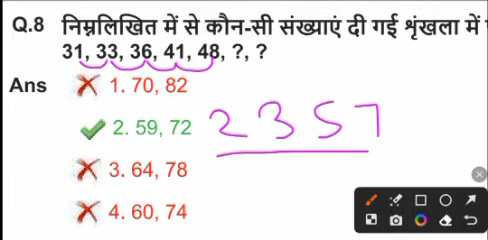 Q.8 निम्नलिखित में से कौन-सी संख्याएं दी गई शृंखला में
31, 33, 36, 41, 48, ?, ?
Ans 1. 70, 82
2. 59, 72
2 3 5 7
3. 64, 78
4. 60, 74